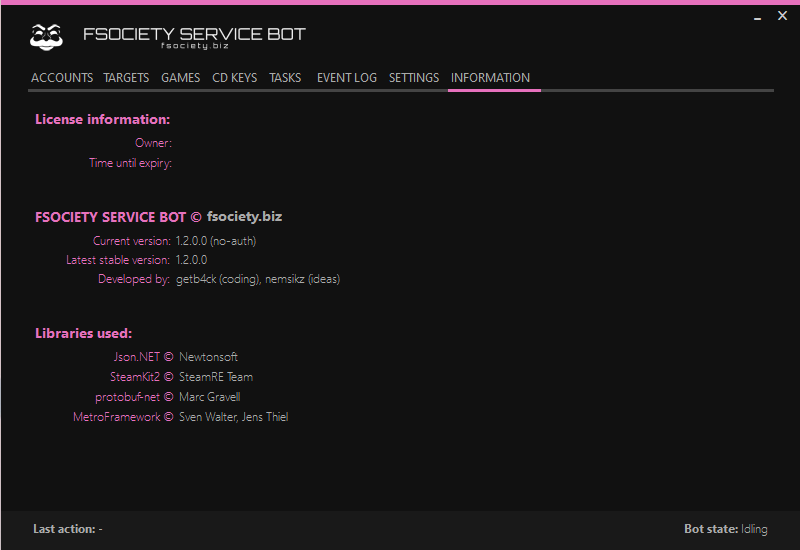 FSOCIETY SERVICE BOT
fsociety.biz
ACCOUNTS TARGETS GAMES CD KEYS TASKS EVENT LOG SETTINGS INFORMATION
License information:
Owner:
Time until expiry:
FSOCIETY SERVICE BOT © fsociety.biz
Current version: 1.2.0.0 (no-auth)
Latest stable version: 1.2.0.0
Developed by: getb4ck (coding), nemsikz (ideas)
Libraries used:
Json.NET © Newtonsoft
SteamKit2 © SteamRE Team
protobuf-net © Marc Gravell
MetroFramework © Sven Walter, Jens Thiel
Last action: - Bot state: Idling